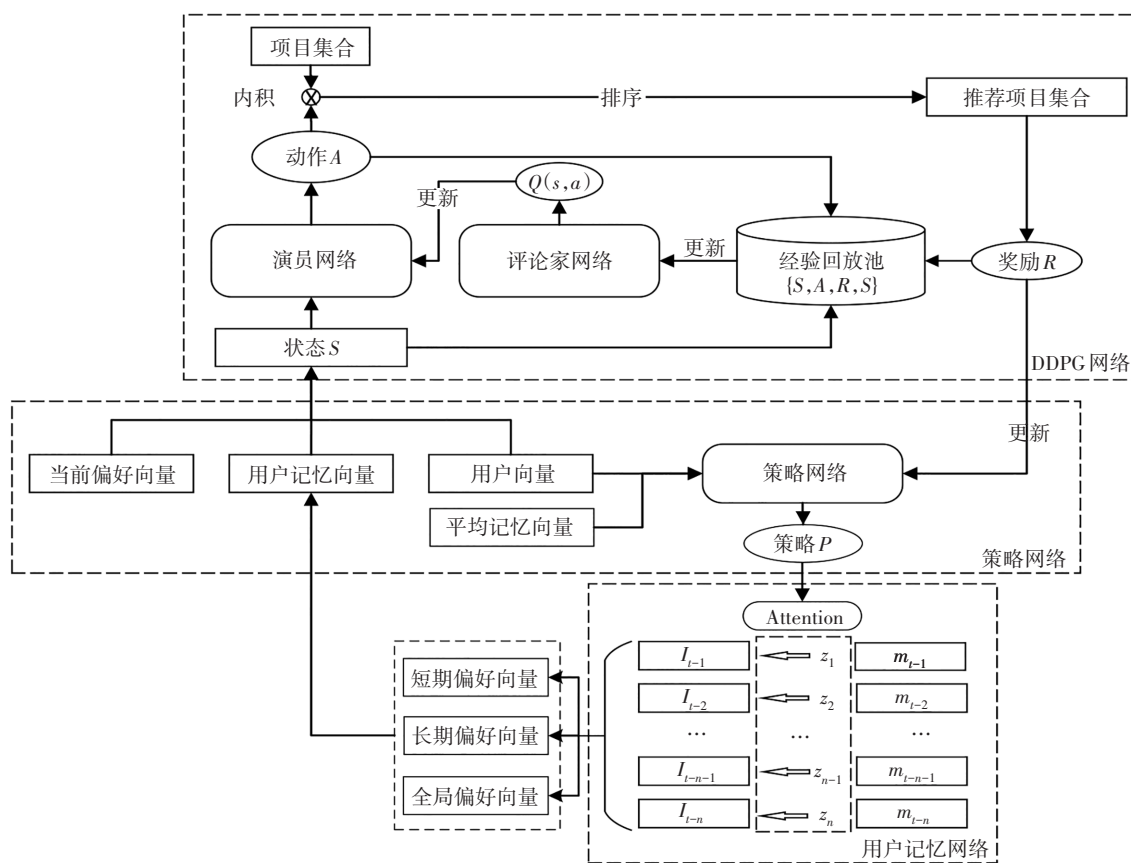 项目集合
内积
排序
推荐项目集合
动作A
Q(s,a)
更新
演员网络
评论家网络
更新
经验回放池
{S,A,R,S}
奖励R
状态S
DDPG网络
更新
当前偏好向量
用户记忆向量
用户向量
策略网络
平均记忆向量
策略P
策略网络
Attention
I_{t-1} z_1 m_{t-1}
短期偏好向量
I_{t-2} z_2 m_{t-2}
长期偏好向量
… … …
I_{t-n-1} z_{n-1} m_{t-n-1}
全局偏好向量
I_{t-n} z_n m_{t-n}
用户记忆网络